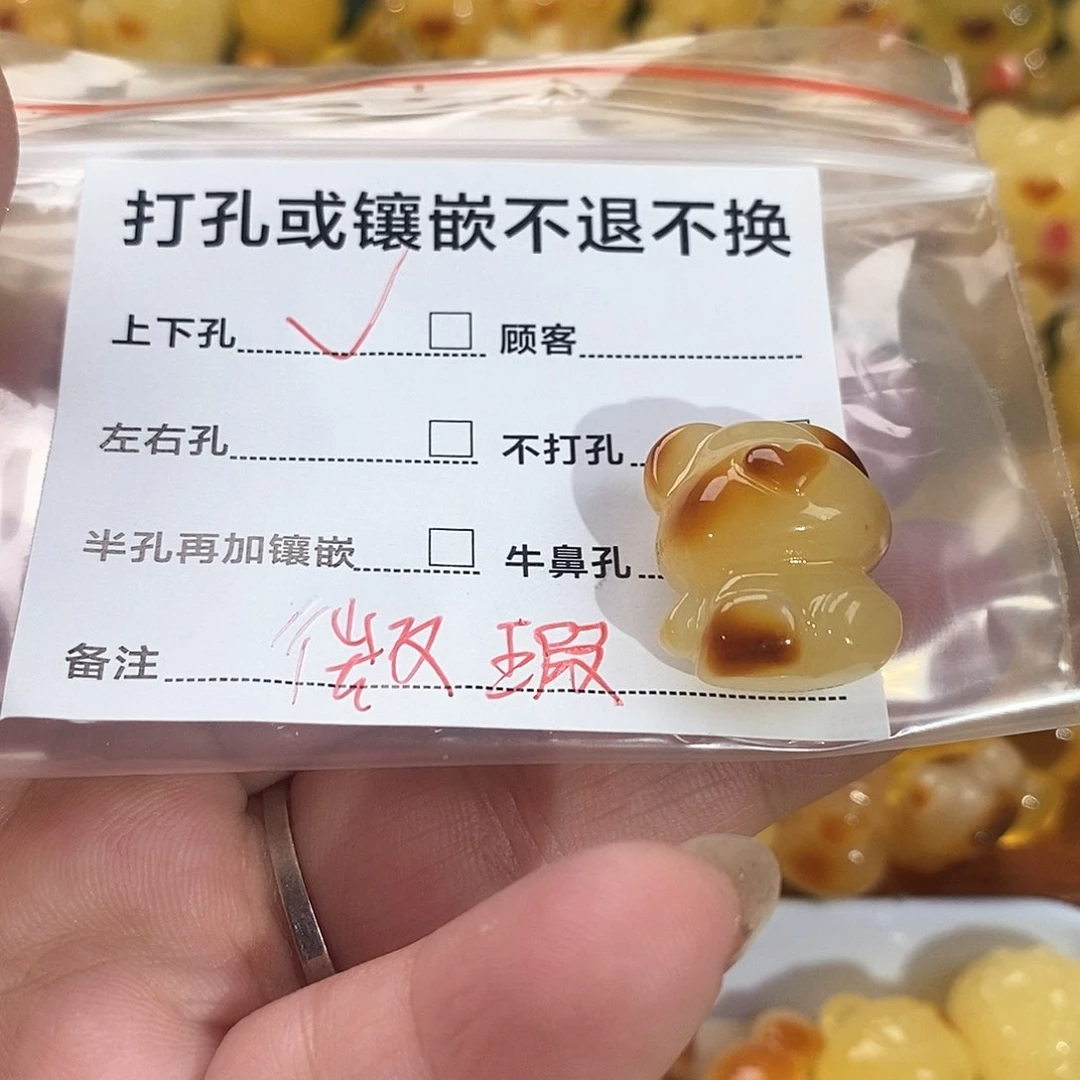 打孔或镶嵌不退不换
上下孔 顾客
左右孔 不打孔
半孔再加镶嵌 牛鼻孔
备注 微瑕